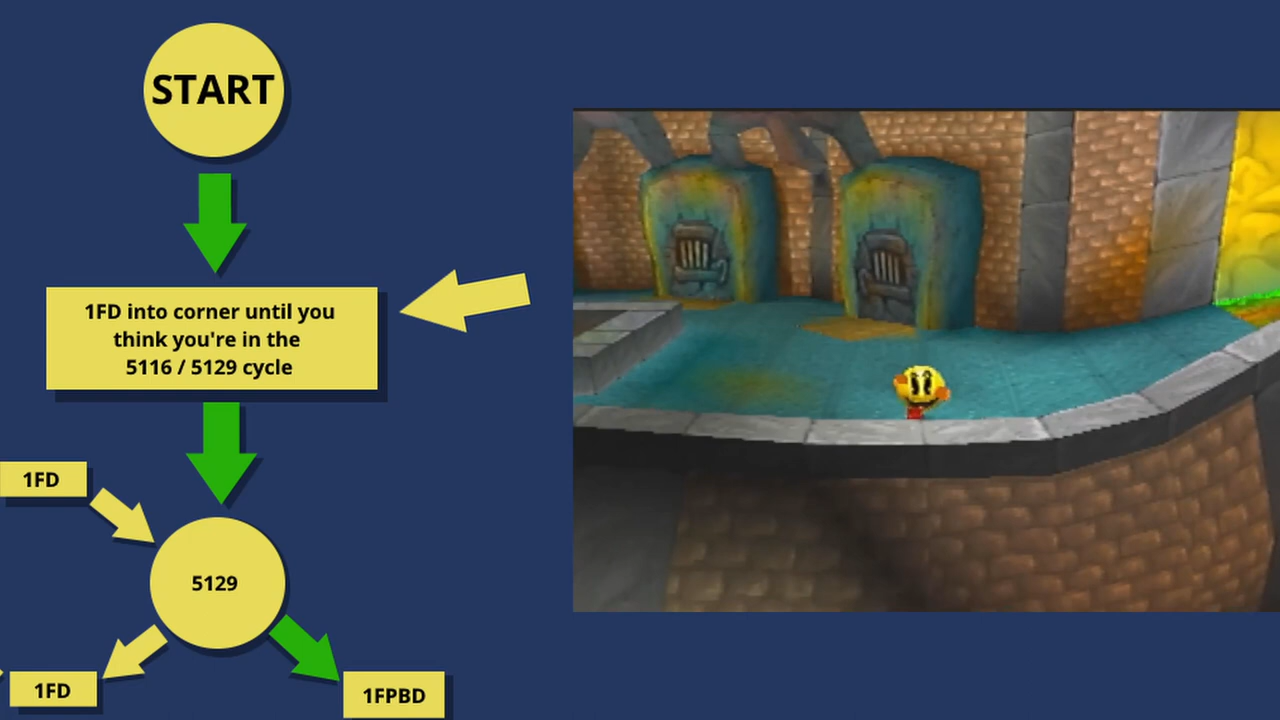 START
1FD into corner until you
think you're in the
5116 / 5129 cycle
1FD
5129
1FD
1FPBD